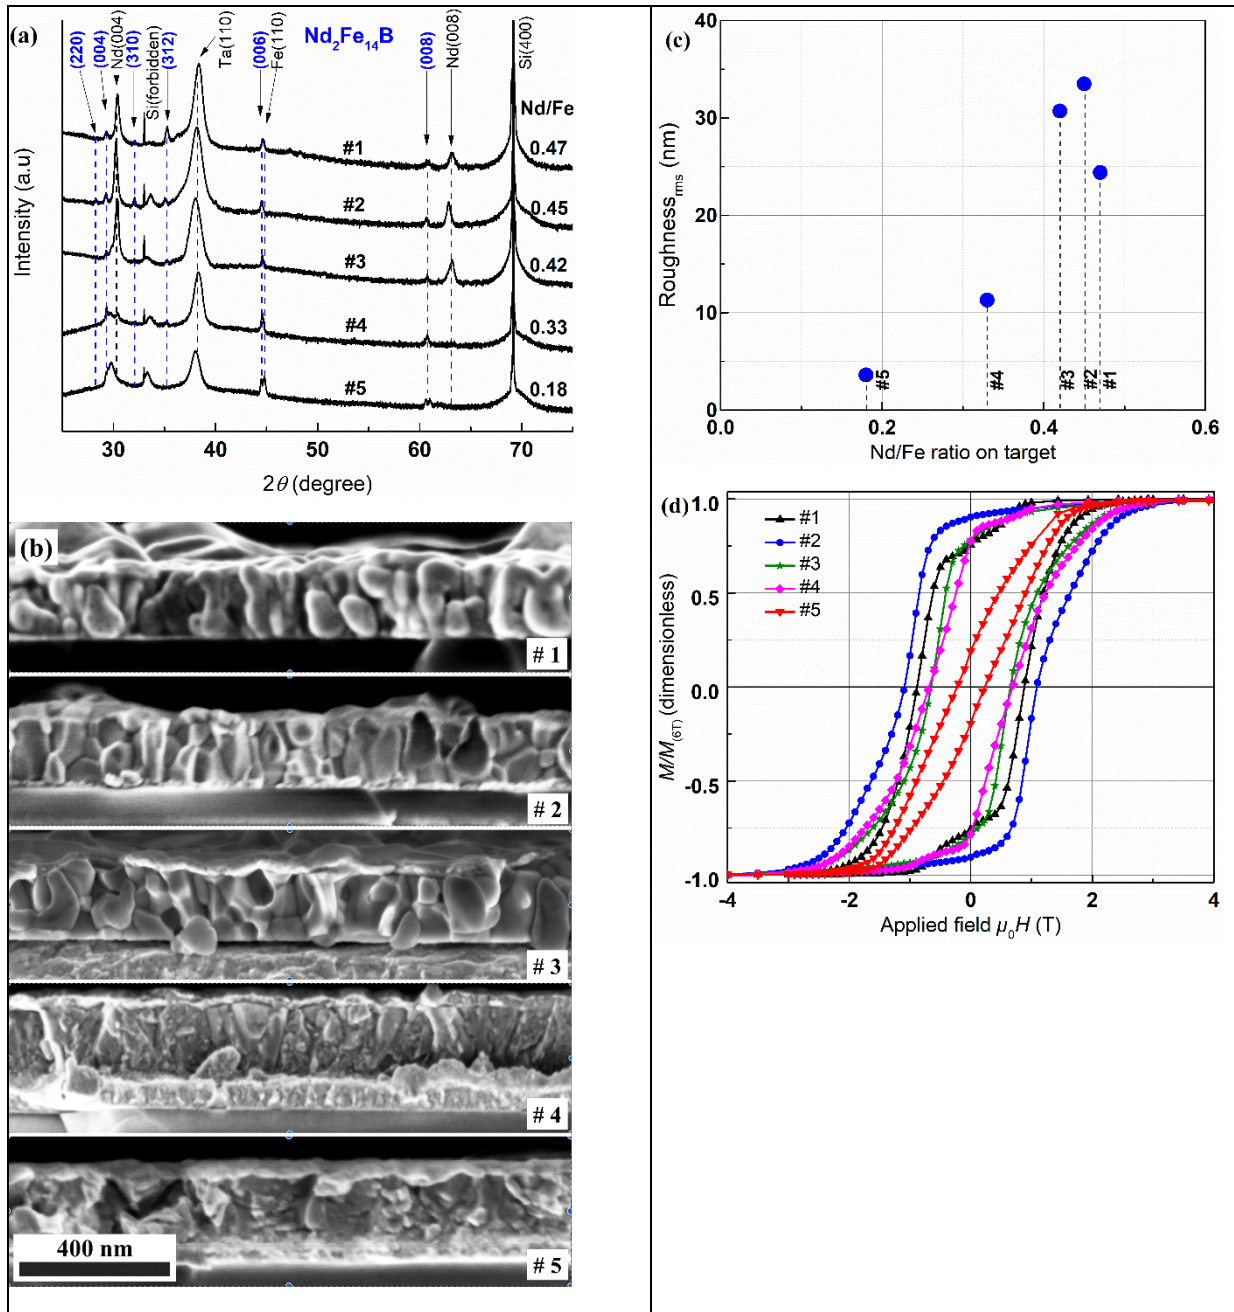 (a)
Nd₂Fe₁₄B
(220)
(004)
Nd(004)
(310)
Si(forbidden)
(312)
Ta(110)
(006)
Fe(110)
(008)
Nd(008)
Si(400)
Nd/Fe
#1 0.47
#2 0.45
#3 0.42
#4 0.33
#5 0.18
Intensity (a.u)
30 40 50 60 70
2θ (degree)
(b)
# 1
# 2
# 3
# 4
400 nm
# 5
(c)
Roughnessrms (nm)
40
30
20
10
0
#5 #4 #3 #2 #1
0.0 0.2 0.4 0.6
Nd/Fe ratio on target
(d)
#1
#2
#3
#4
#5
M/M(6T) (dimensionless)
1.0
0.5
0.0
-0.5
-1.0
-4 -2 0 2 4
Applied field μ₀H (T)